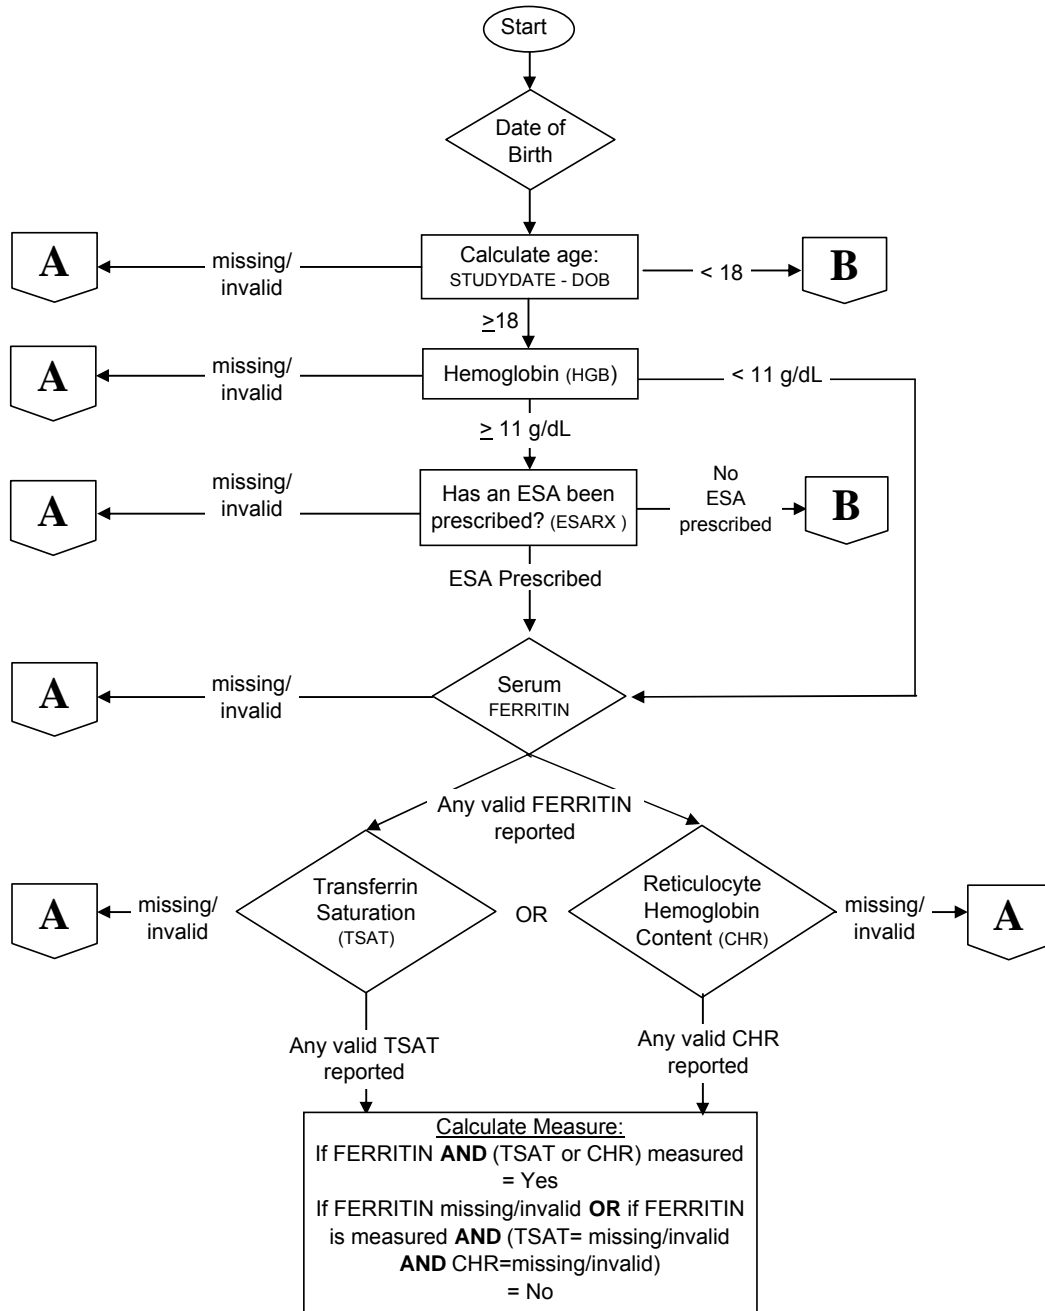 Start
Date of
Birth
A
missing/
invalid
Calculate age:
STUDYDATE - DOB
< 18
B
≥18
A
missing/
invalid
Hemoglobin (HGB)
< 11 g/dL
≥ 11 g/dL
A
missing/
invalid
Has an ESA been
prescribed? (ESARX )
No
ESA
prescribed
B
ESA Prescribed
A
missing/
invalid
Serum
FERRITIN
Any valid FERRITIN
reported
A
missing/
invalid
Transferrin
Saturation
(TSAT)
OR
Reticulocyte
Hemoglobin
Content (CHR)
missing/
invalid
A
Any valid TSAT
reported
Any valid CHR
reported
Calculate Measure:
If FERRITIN AND (TSAT or CHR) measured
= Yes
If FERRITIN missing/invalid OR if FERRITIN
is measured AND (TSAT= missing/invalid
AND CHR=missing/invalid)
= No